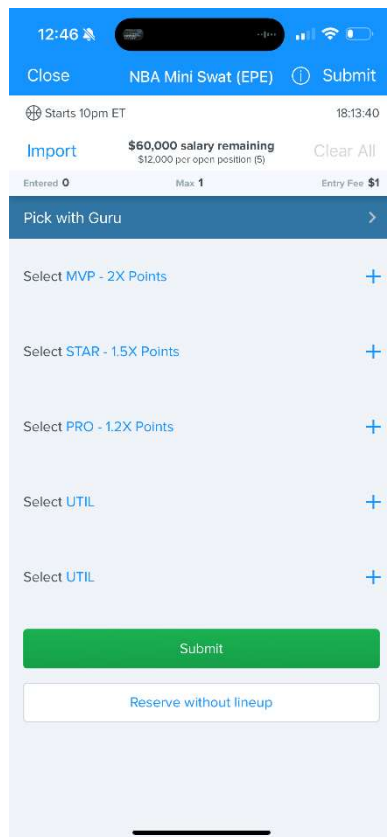 12:46
Close
NBA Mini Swat (EPE)
Submit
Starts 10pm ET
18:13:40
Import
$60,000 salary remaining
$12,000 per open position (5)
Clear All
Entered 0
Max 1
Entry Fee $1
Pick with Guru
Select MVP - 2X Points
Select STAR - 1.5X Points
Select PRO - 1.2X Points
Select UTIL
Select UTIL
Submit
Reserve without lineup